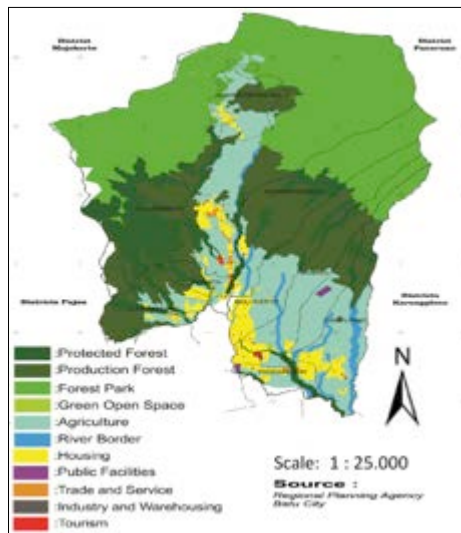 District
Mojokerto
District
Pasuruan
Districts Pujon
Districts
Karangploso
:Protected Forest
:Production Forest
:Forest Park
:Green Open Space
:Agriculture
:River Border
:Housing
:Public Facilities
:Trade and Service
:Industry and Warehousing
:Tourism
N
Scale: 1 : 25.000
Source :
Regional Planning Agency
Batu City